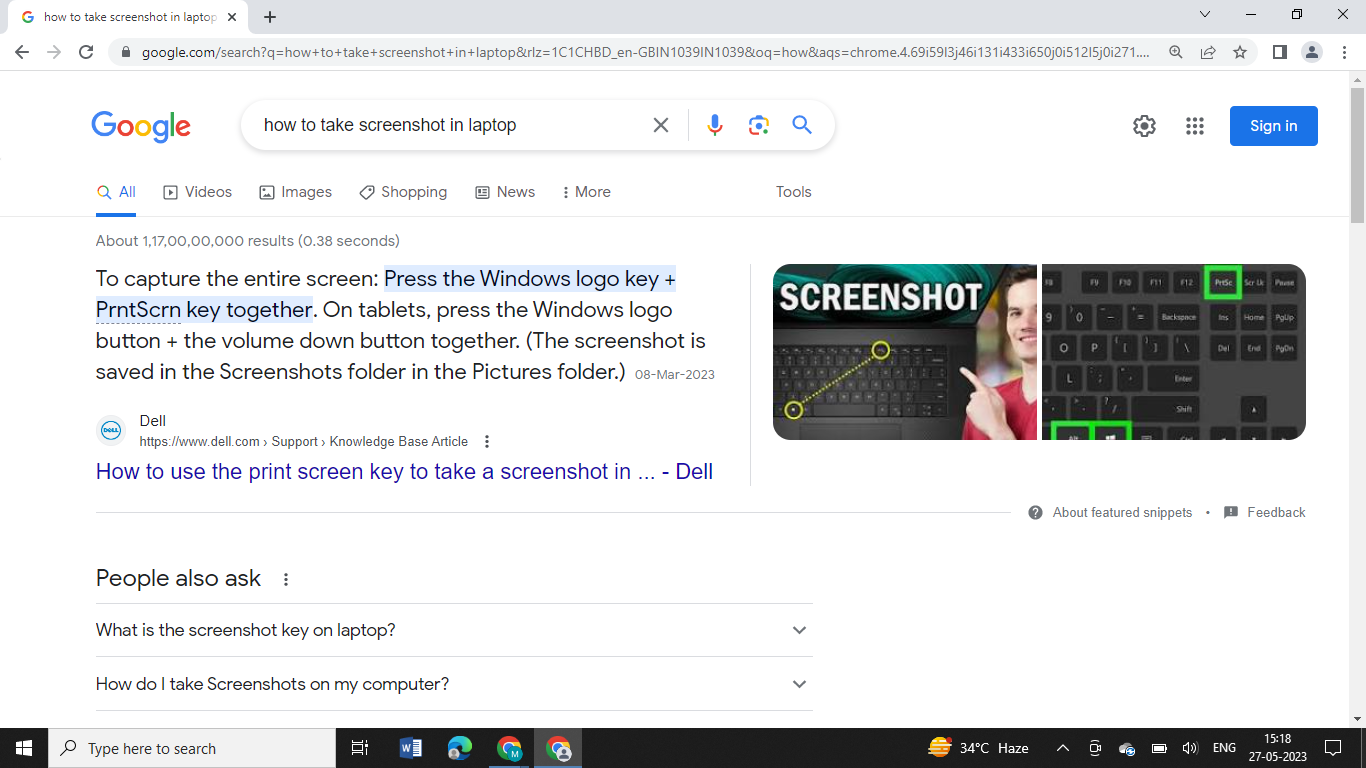 how to take screenshot in laptop
google.com/search?q=how+to+take+screenshot+in+laptop&rlz=1C1CHBD_en-GBIN1039IN1039&oq=how&aqs=chrome.4.69i59l3j46i131i433i650j0i512l5j0i271....
Google
how to take screenshot in laptop
Sign in
All
Videos
Images
Shopping
News
More
Tools
About 1,17,00,00,000 results (0.38 seconds)
To capture the entire screen: Press the Windows logo key +
PrntScrn key together. On tablets, press the Windows logo
button + the volume down button together. (The screenshot is
saved in the Screenshots folder in the Pictures folder.) 08-Mar-2023
SCREENSHOT
F8 F9 F10 F11 F12 PrtSc Scr Lk Pause
9 ) 0 – - + = Backspace Ins Home PgUp
O P { [ } ] | \ Del End PgDn
L : ; " ' Enter
< , > . ? / Shift
Alt Ctrl
DELL
Dell
https://www.dell.com › Support › Knowledge Base Article
How to use the print screen key to take a screenshot in ... - Dell
About featured snippets • Feedback
People also ask
What is the screenshot key on laptop?
How do I take Screenshots on my computer?
Type here to search
W
M
34°C Haze
ENG
15:18
27-05-2023